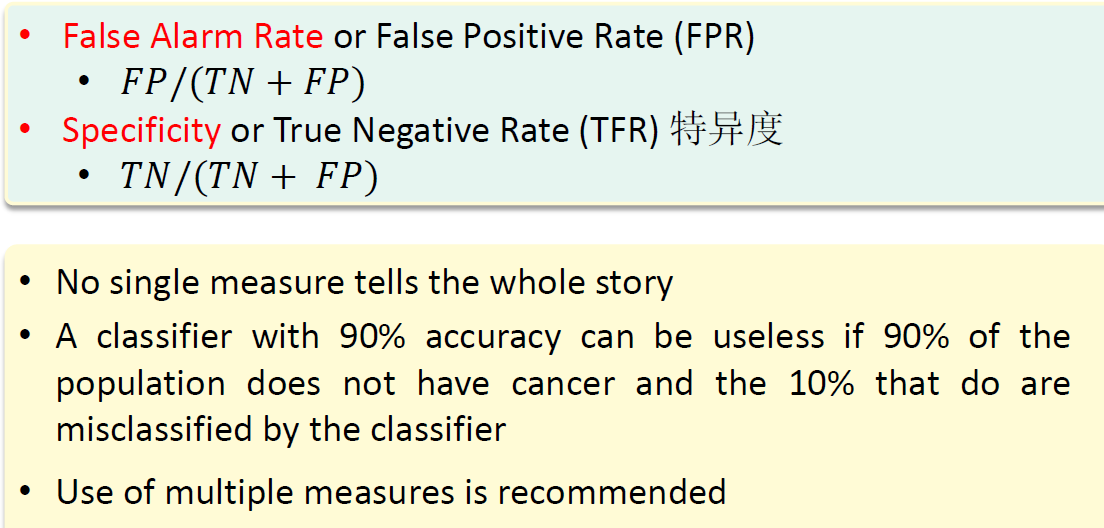 • False Alarm Rate or False Positive Rate (FPR)
• FP/(TN + FP)
• Specificity or True Negative Rate (TFR) 特异度
• TN/(TN + FP)
• No single measure tells the whole story
• A classifier with 90% accuracy can be useless if 90% of the
population does not have cancer and the 10% that do are
misclassified by the classifier
• Use of multiple measures is recommended